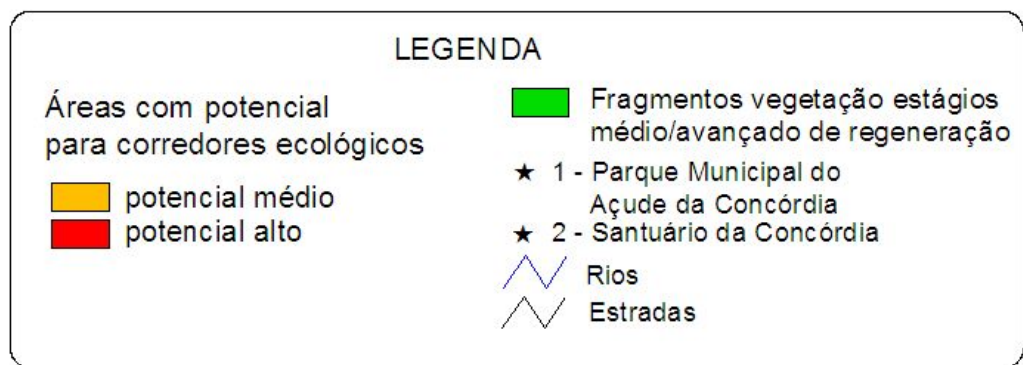 LEGENDA
Áreas com potencial
para corredores ecológicos
potencial médio
potencial alto
Fragmentos vegetação estágios
médio/avançado de regeneração
★ 1 - Parque Municipal do
Açude da Concórdia
★ 2 - Santuário da Concórdia
Rios
Estradas